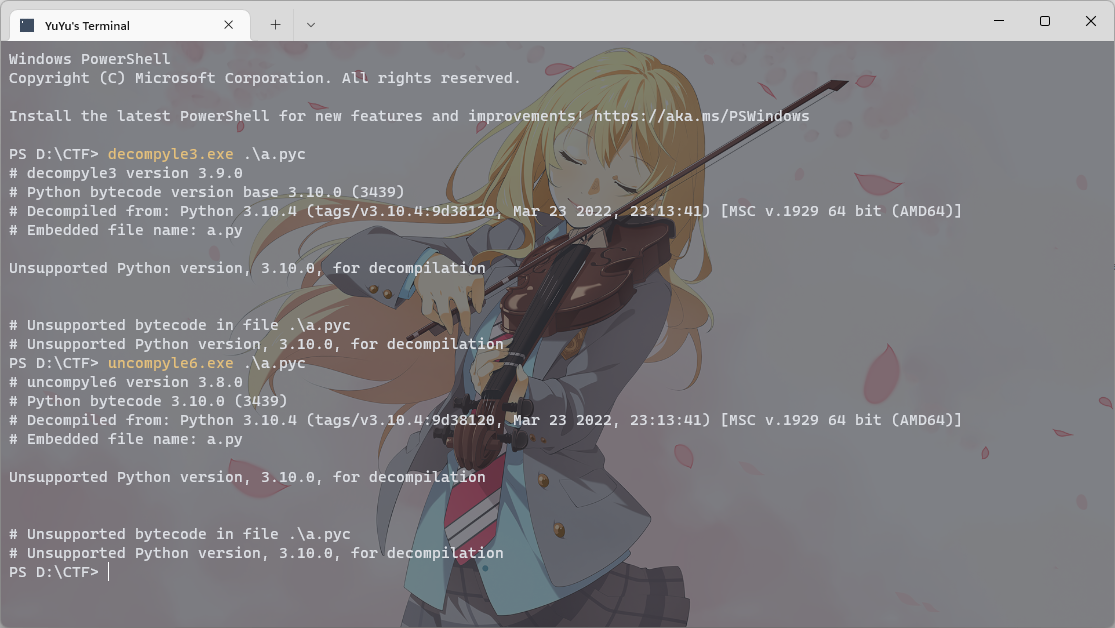 YuYu's Terminal
Windows PowerShell
Copyright (C) Microsoft Corporation. All rights reserved.
Install the latest PowerShell for new features and improvements! https://aka.ms/PSWindows
PS D:\CTF> decompyle3.exe .\a.pyc
# decompyle3 version 3.9.0
# Python bytecode version base 3.10.0 (3439)
# Decompiled from: Python 3.10.4 (tags/v3.10.4:9d38120, Mar 23 2022, 23:13:41) [MSC v.1929 64 bit (AMD64)]
# Embedded file name: a.py
Unsupported Python version, 3.10.0, for decompilation
# Unsupported bytecode in file .\a.pyc
# Unsupported Python version, 3.10.0, for decompilation
PS D:\CTF> uncompyle6.exe .\a.pyc
# uncompyle6 version 3.8.0
# Python bytecode 3.10.0 (3439)
# Decompiled from: Python 3.10.4 (tags/v3.10.4:9d38120, Mar 23 2022, 23:13:41) [MSC v.1929 64 bit (AMD64)]
# Embedded file name: a.py
Unsupported Python version, 3.10.0, for decompilation
# Unsupported bytecode in file .\a.pyc
# Unsupported Python version, 3.10.0, for decompilation
PS D:\CTF>